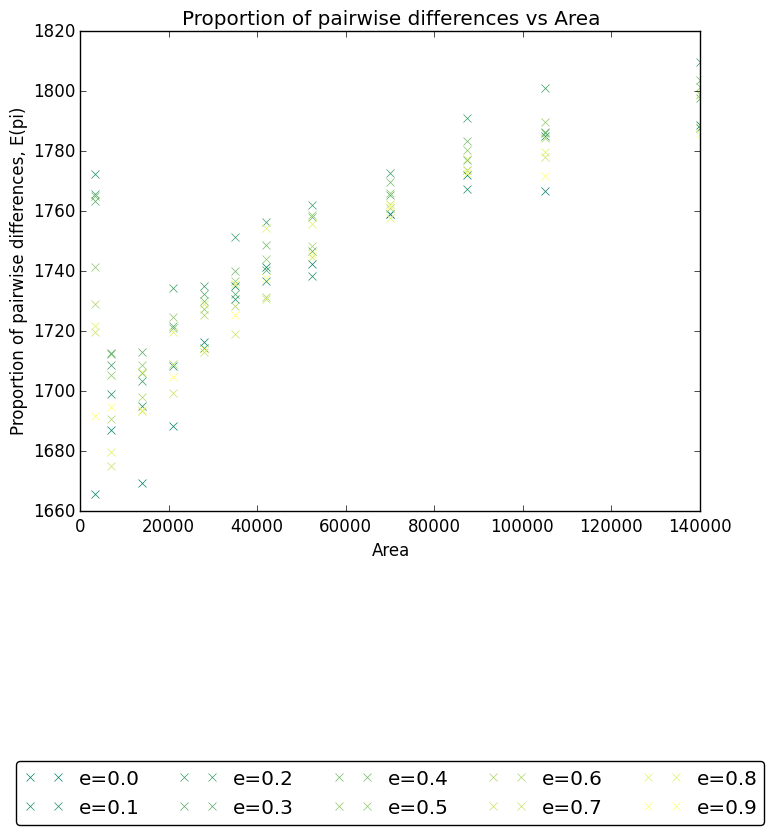 Proportion of pairwise differences vs Area
Proportion of pairwise differences, E(pi)
1820
1800
1780
1760
1740
1720
1700
1680
1660
0 20000 40000 60000 80000 100000 120000 140000
Area
e=0.0 e=0.2 e=0.4 e=0.6 e=0.8
e=0.1 e=0.3 e=0.5 e=0.7 e=0.9